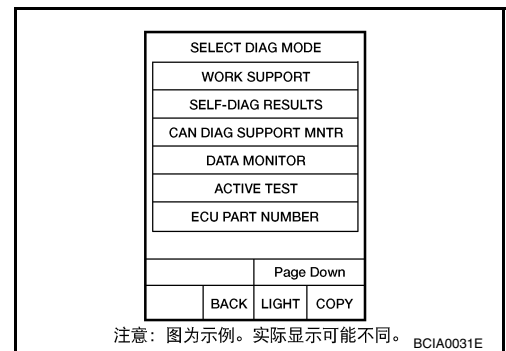 SELECT DIAG MODE
WORK SUPPORT
SELF-DIAG RESULTS
CAN DIAG SUPPORT MNTR
DATA MONITOR
ACTIVE TEST
ECU PART NUMBER
Page Down
BACK LIGHT COPY
注意：图为示例。实际显示可能不同。 BCIA0031E